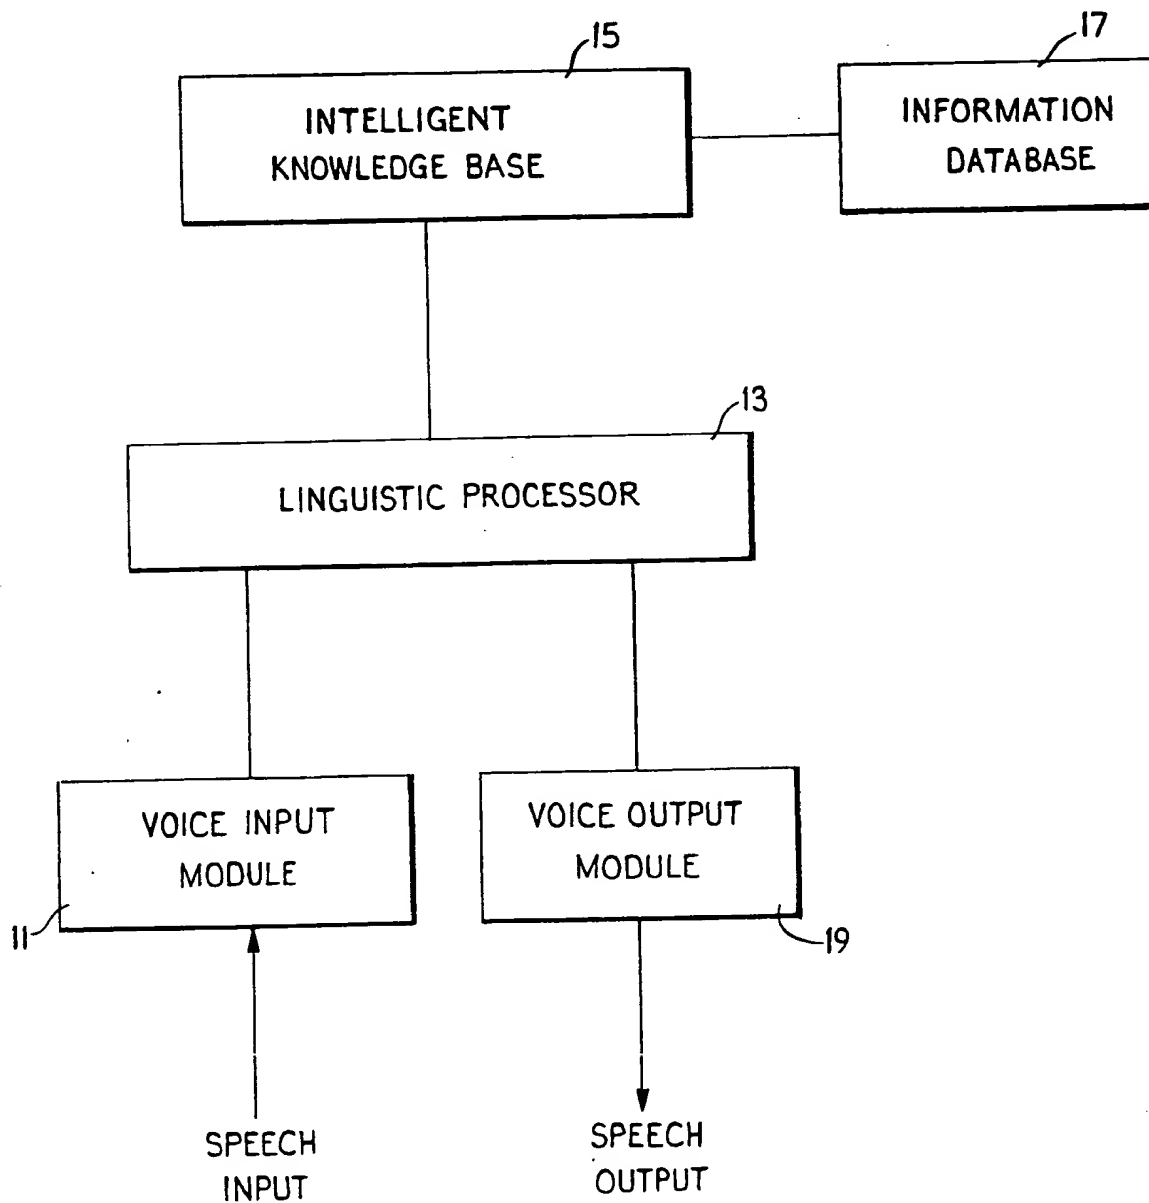 15
17
INTELLIGENT
KNOWLEDGE BASE
INFORMATION
DATABASE
13
LINGUISTIC PROCESSOR
VOICE INPUT
MODULE
VOICE OUTPUT
MODULE
11
19
SPEECH
INPUT
SPEECH
OUTPUT